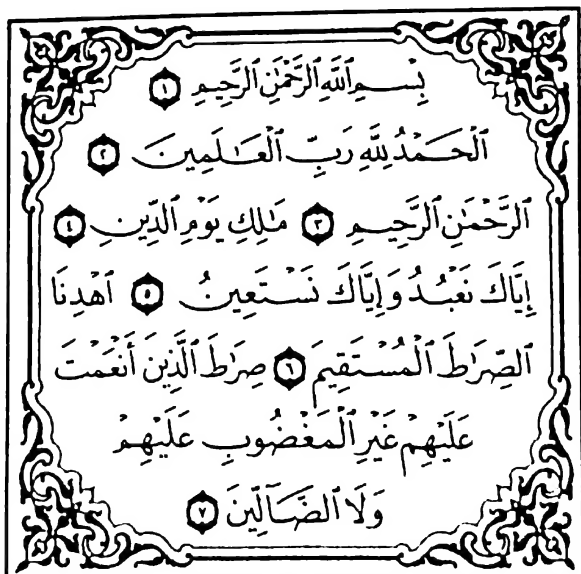 بِسْمِ ٱللَّهِ ٱلرَّحْمَٰنِ ٱلرَّحِيمِ ۝١
ٱلْحَمْدُ لِلَّهِ رَبِّ ٱلْعَٰلَمِينَ ۝٢
ٱلرَّحْمَٰنِ ٱلرَّحِيمِ ۝٣ مَٰلِكِ يَوْمِ ٱلدِّينِ ۝٤
إِيَّاكَ نَعْبُدُ وَإِيَّاكَ نَسْتَعِينُ ۝٥ ٱهْدِنَا
ٱلصِّرَٰطَ ٱلْمُسْتَقِيمَ ۝٦ صِرَٰطَ ٱلَّذِينَ أَنْعَمْتَ
عَلَيْهِمْ غَيْرِ ٱلْمَغْضُوبِ عَلَيْهِمْ
وَلَا ٱلضَّآلِّينَ ۝٧